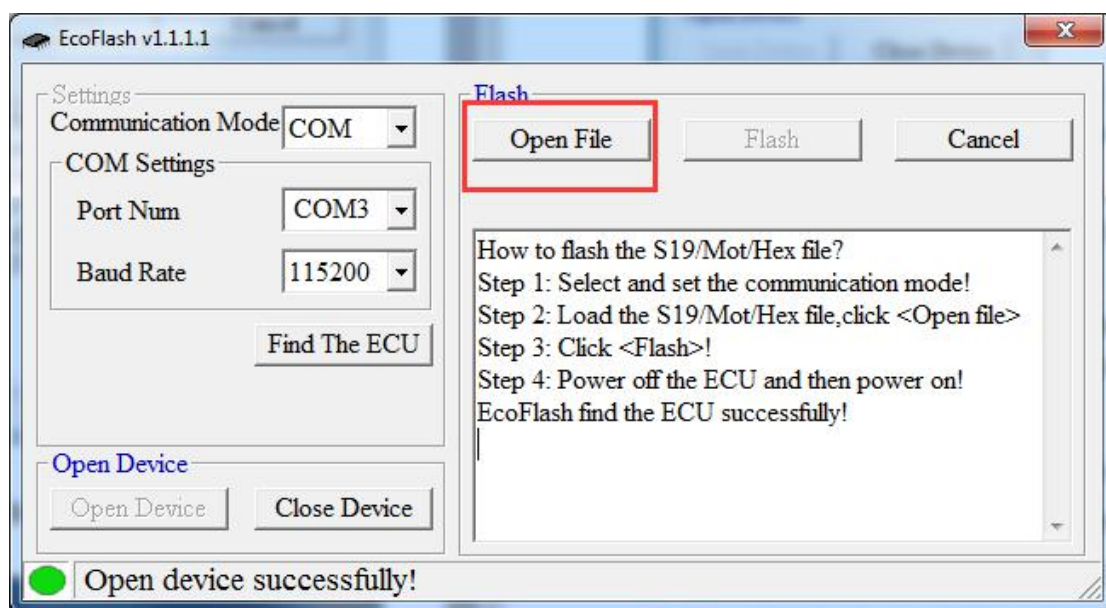 EcoFlash v1.1.1.1
Settings
Communication Mode COM
COM Settings
Port Num COM3
Baud Rate 115200
Find The ECU
Open Device
Open Device Close Device
Flash
Open File Flash Cancel
How to flash the S19/Mot/Hex file?
Step 1: Select and set the communication mode!
Step 2: Load the S19/Mot/Hex file,click <Open file>
Step 3: Click <Flash>!
Step 4: Power off the ECU and then power on!
EcoFlash find the ECU successfully!
Open device successfully!